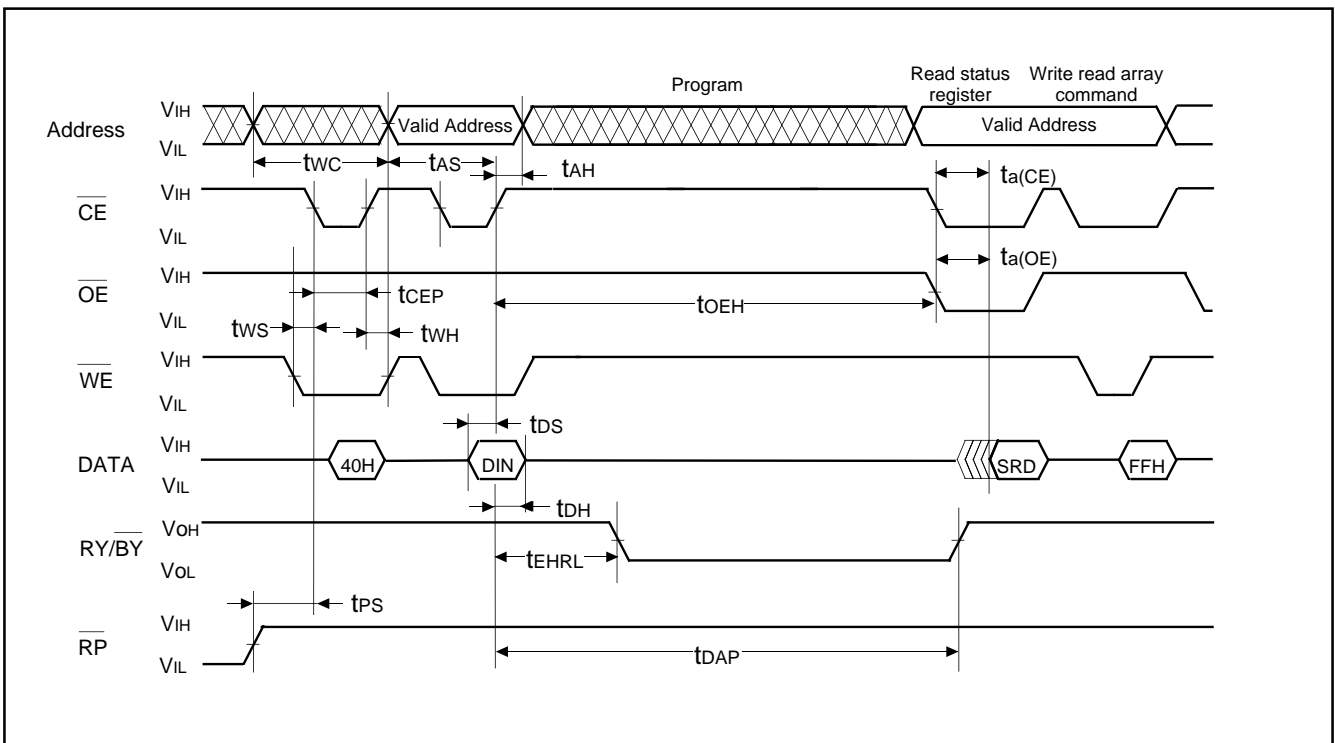 Program
Read status register
Write read array command
Address
VIH
VIL
Valid Address
Valid Address
tWC
tAS
tAH
CE
VIH
VIL
ta(CE)
OE
VIH
VIL
tCEP
tOEH
ta(OE)
tWS
tWH
WE
VIH
VIL
tDS
DATA
VIH
VIL
40H
DIN
SRD
FFH
tDH
RY/BY
VOH
VOL
tEHRL
tPS
RP
VIH
VIL
tDAP